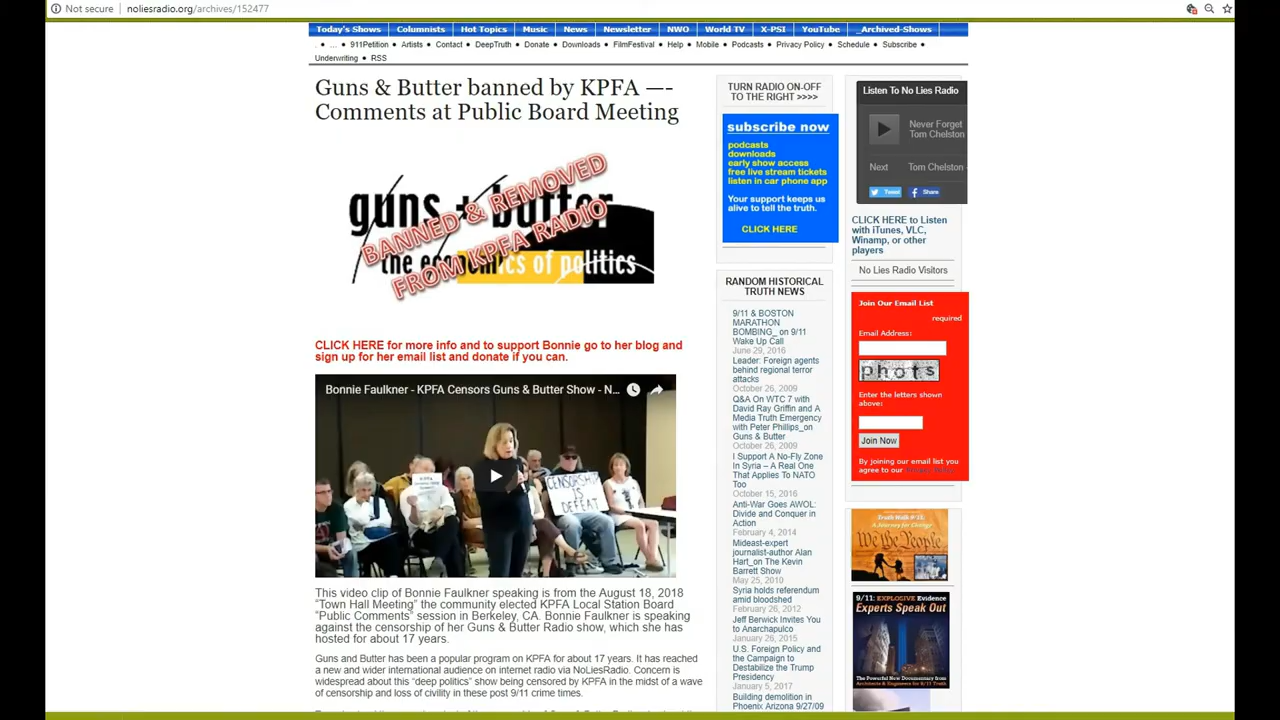 Not secure noliesradio.org/archives/152477
Today's Shows Columnists Hot Topics Music News Newsletter NWO World TV X-PSI YouTube _Archived-Shows
. • ... • 911Petition • Artists • Contact • DeepTruth • Donate • Downloads • FilmFestival • Help • Mobile • Podcasts • Privacy Policy • Schedule • Subscribe •
Underwriting • RSS
Guns & Butter banned by KPFA —-
Comments at Public Board Meeting
guns + butter
the economics of politics
BANNED & REMOVED
FROM KPFA RADIO
CLICK HERE for more info and to support Bonnie go to her blog and
sign up for her email list and donate if you can.
Bonnie Faulkner - KPFA Censors Guns & Butter Show - N...
CENSORSHIP
IS
DEFEAT
This video clip of Bonnie Faulkner speaking is from the August 18, 2018
“Town Hall Meeting” the community elected KPFA Local Station Board
“Public Comments” session in Berkeley, CA. Bonnie Faulkner is speaking
against the censorship of her Guns & Butter Radio show, which she has
hosted for about 17 years.
Guns and Butter has been a popular program on KPFA for about 17 years. It has reached
a new and wider international audience on internet radio via NoLiesRadio. Concern is
widespread about this “deep politics” show being censored by KPFA in the midst of a wave
of censorship and loss of civility in these post 9/11 crime times.
TURN RADIO ON-OFF
TO THE RIGHT >>>>
subscribe now
podcasts
downloads
early show access
free live stream tickets
listen in car phone app
Your support keeps us
alive to tell the truth.
CLICK HERE
RANDOM HISTORICAL
TRUTH NEWS
9/11 & BOSTON
MARATHON
BOMBING_ on 9/11
Wake Up Call
June 29, 2016
Leader: Foreign agents
behind regional terror
attacks
October 26, 2009
Q&A On WTC 7 with
David Ray Griffin and A
Media Truth Emergency
with Peter Phillips_on
Guns & Butter
October 26, 2009
I Support A No-Fly Zone
In Syria – A Real One
That Applies To NATO
Too
October 15, 2016
Anti-War Goes AWOL:
Divide and Conquer in
Action
February 4, 2014
Mideast-expert
journalist-author Alan
Hart_on The Kevin
Barrett Show
May 25, 2010
Syria holds referendum
amid bloodshed
February 26, 2012
Jeff Berwick Invites You
to Anarchapulco
January 26, 2015
U.S. Foreign Policy and
the Campaign to
Destabilize the Trump
Presidency
January 5, 2017
Building demolition in
Phoenix Arizona 9/27/09
Listen To No Lies Radio
Never Forget
Tom Chelston
Next Tom Chelston -
Tweet Share
CLICK HERE to Listen
with iTunes, VLC,
Winamp, or other
players
No Lies Radio Visitors
Join Our Email List
required
Email Address:
phots
Enter the letters shown
above:
Join Now
By joining our email list you
agree to our Privacy Policy
Truth Walk 9/11
A Journey for Change
We the People
9/11: EXPLOSIVE Evidence
Experts Speak Out
The Powerful New Documentary from
Architects & Engineers for 9/11 Truth